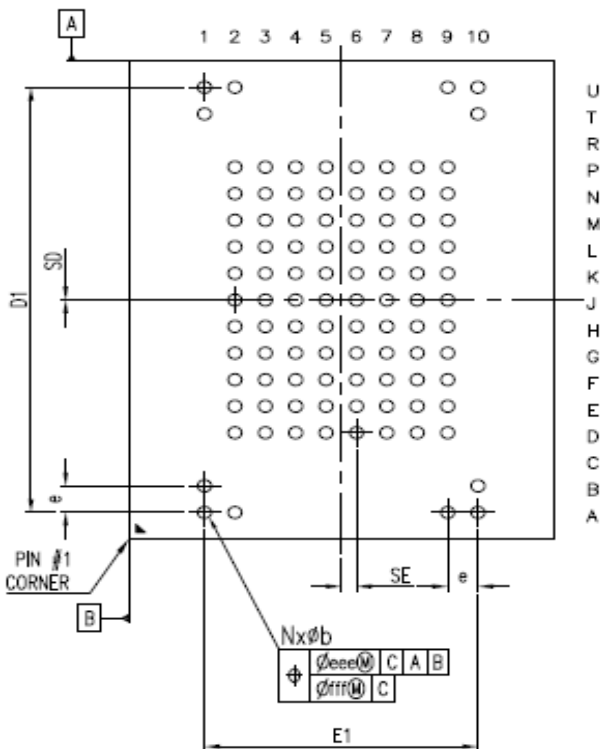 A
1 2 3 4 5 6 7 8 9 10
U
T
R
P
N
M
L
K
J
H
G
F
E
D
C
B
A
SD
D1
e
PIN #1
CORNER
B
SE
e
NxØb
Øeee Ⓜ C A B
Øfff Ⓜ C
E1